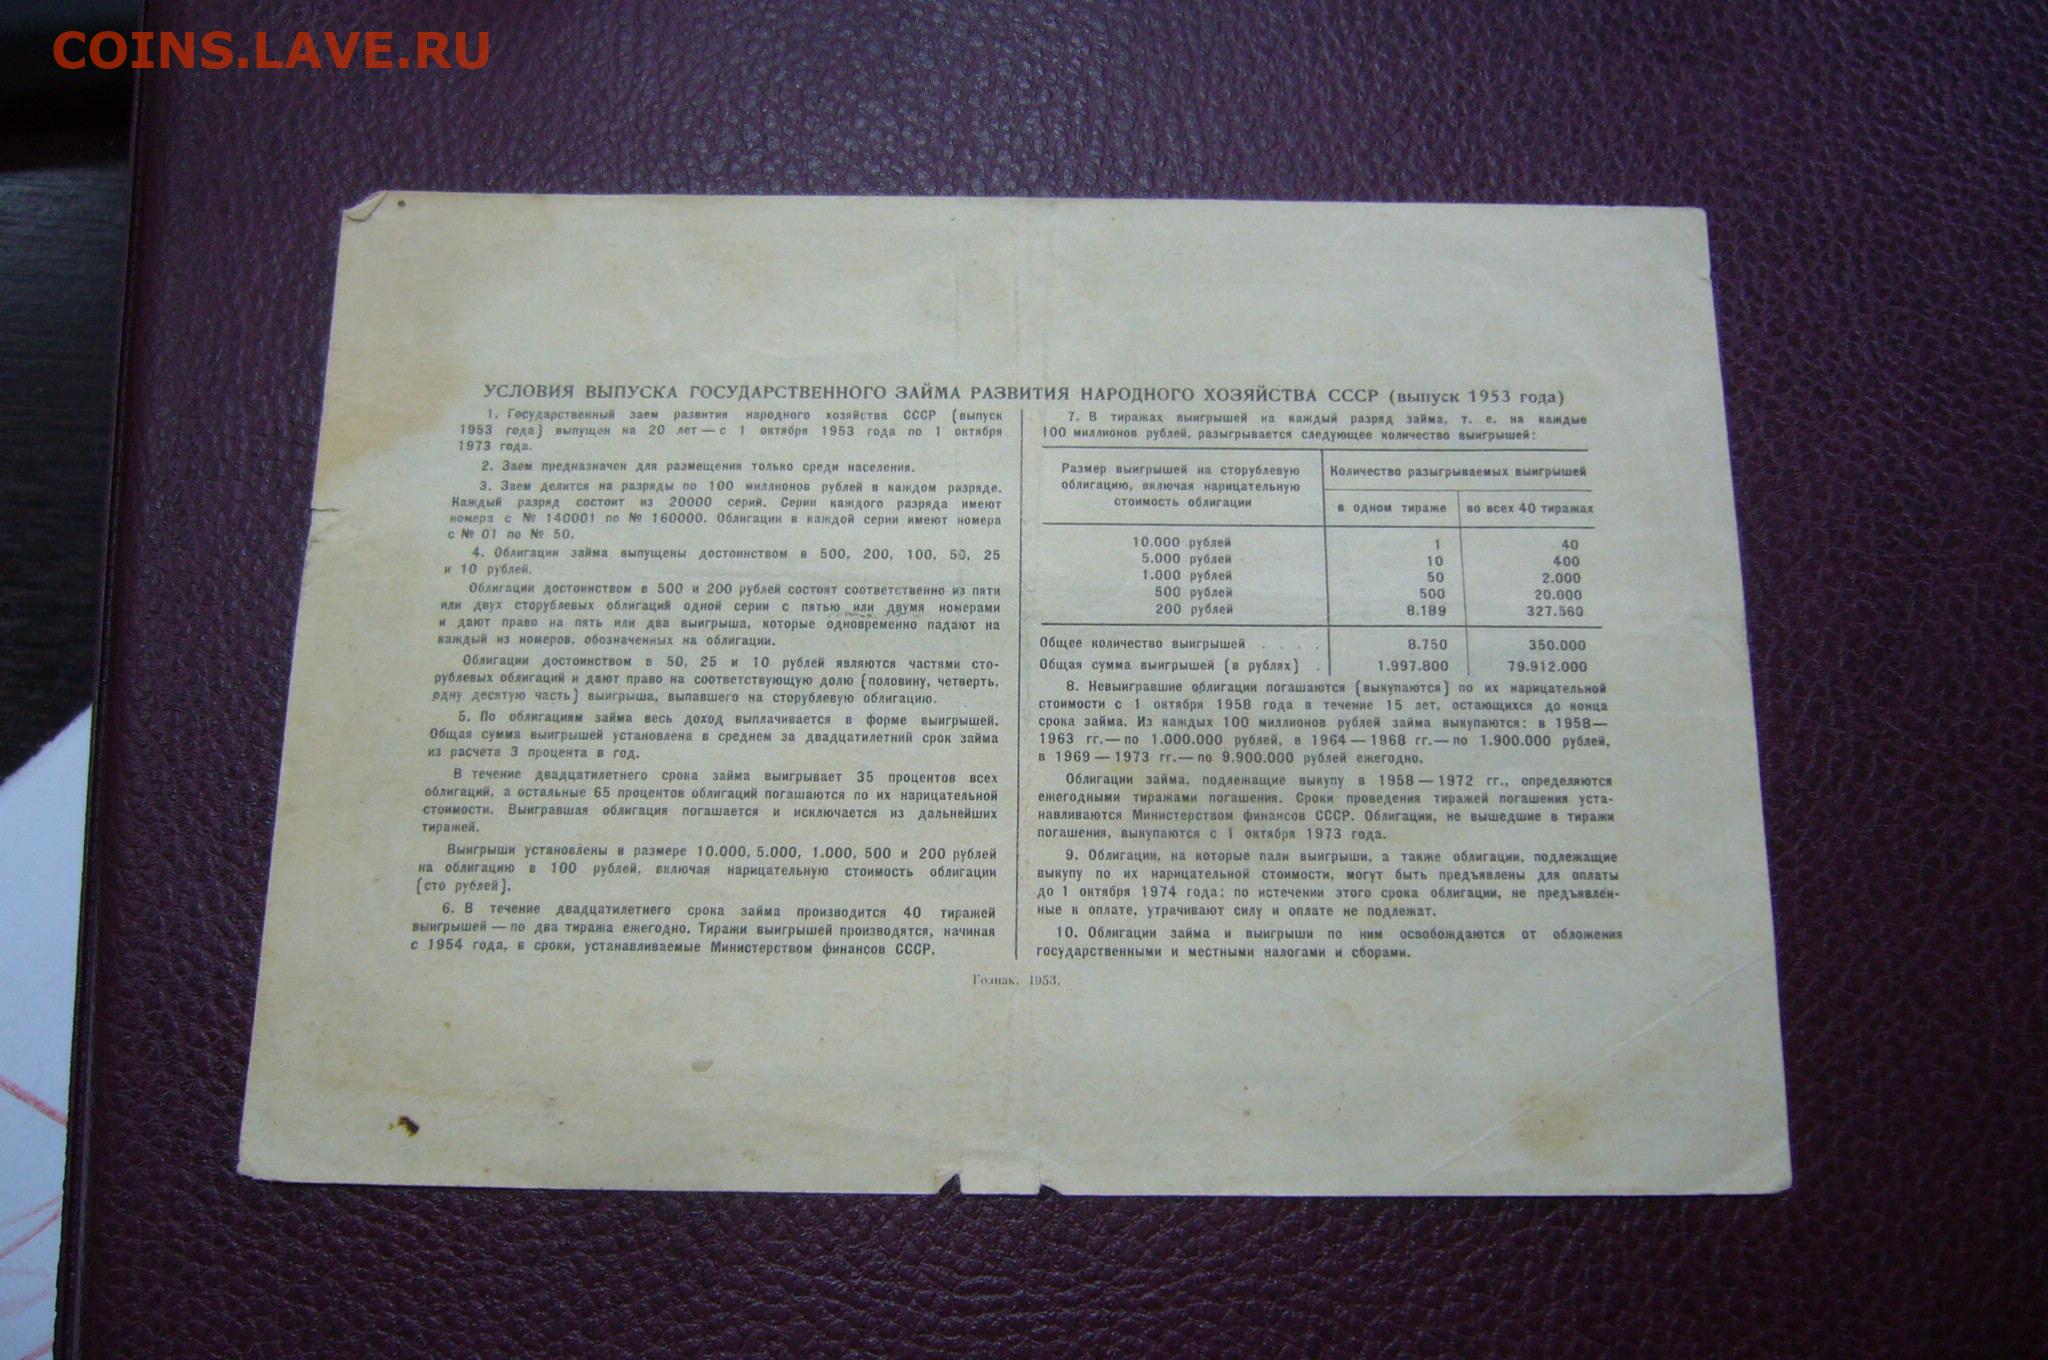 COINS.LAVE.RU
УСЛОВИЯ ВЫПУСКА ГОСУДАРСТВЕННОГО ЗАЙМА РАЗВИТИЯ НАРОДНОГО ХОЗЯЙСТВА СССР (выпуск 1953 года)
1. Государственный заем развития народного хозяйства СССР (выпуск
1953 года) выпущен на 20 лет — с 1 октября 1953 года по 1 октября
1973 года.
2. Заем предназначен для размещения только среди населения.
3. Заем делится на разряды по 100 миллионов рублей в каждом разряде.
Каждый разряд состоит из 20000 серий. Серии каждого разряда имеют
номера с № 140001 по № 160000. Облигации в каждой серии имеют номера
с № 01 по № 50.
4. Облигации займа выпущены достоинством в 500, 200, 100, 50, 25
и 10 рублей.
Облигации достоинством в 500 и 200 рублей состоят соответственно из пяти
или двух сторублевых облигаций одной серии с пятью или двумя номерами
и дают право на пять или два выигрыша, которые одновременно падают на
каждый из номеров, обозначенных на облигации.
Облигации достоинством в 50, 25 и 10 рублей являются частями сто-
рублевых облигаций и дают право на соответствующую долю (половину, четверть,
одну десятую часть) выигрыша, выпавшего на сторублевую облигацию.
5. По облигациям займа весь доход выплачивается в форме выигрышей.
Общая сумма выигрышей установлена в среднем за двадцатилетний срок займа
из расчета 3 процента в год.
В течение двадцатилетнего срока займа выигрывает 35 процентов всех
облигаций, а остальные 65 процентов облигаций погашаются по их нарицательной
стоимости. Выигравшая облигация погашается и исключается из дальнейших
тиражей.
Выигрыши установлены в размере 10.000, 5.000, 1.000, 500 и 200 рублей
на облигацию в 100 рублей, включая нарицательную стоимость облигации
(сто рублей).
6. В течение двадцатилетнего срока займа производится 40 тиражей
выигрышей — по два тиража ежегодно. Тиражи выигрышей производятся, начиная
с 1954 года, в сроки, устанавливаемые Министерством финансов СССР.
7. В тиражах выигрышей на каждый разряд займа, т. е. на каждые
100 миллионов рублей, разыгрывается следующее количество выигрышей:
Размер выигрышей на сторублевую
облигацию, включая нарицательную
стоимость облигации
Количество разыгрываемых выигрышей
в одном тираже во всех 40 тиражах
10.000 рублей 1 40
5.000 рублей 10 400
1.000 рублей 50 2.000
500 рублей 500 20.000
200 рублей 8.189 327.560
Общее количество выигрышей . . . . 8.750 350.000
Общая сумма выигрышей (в рублях) . 1.997.800 79.912.000
8. Невыигравшие облигации погашаются (выкупаются) по их нарицательной
стоимости с 1 октября 1958 года в течение 15 лет, остающихся до конца
срока займа. Из каждых 100 миллионов рублей займа выкупаются: в 1958—
1963 гг. — по 1.000.000 рублей, в 1964 — 1968 гг. — по 1.900.000 рублей,
в 1969 — 1973 гг. — по 9.900.000 рублей ежегодно.
Облигации займа, подлежащие выкупу в 1958 — 1972 гг., определяются
ежегодными тиражами погашения. Сроки проведения тиражей погашения уста-
навливаются Министерством финансов СССР. Облигации, не вышедшие в тиражи
погашения, выкупаются с 1 октября 1973 года.
9. Облигации, на которые пали выигрыши, а также облигации, подлежащие
выкупу по их нарицательной стоимости, могут быть предъявлены для оплаты
до 1 октября 1974 года; по истечении этого срока облигации, не предъявлен-
ные к оплате, утрачивают силу и оплате не подлежат.
10. Облигации займа и выигрыши по ним освобождаются от обложения
государственными и местными налогами и сборами.
Гознак. 1953.